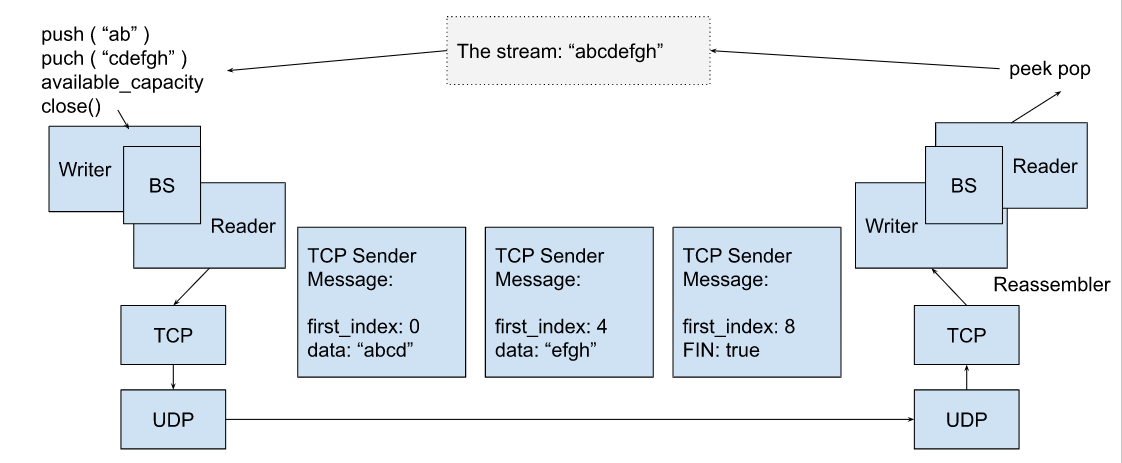 push ( “ab” )
puch ( “cdefgh” )
available_capacity
close()
The stream: “abcdefgh”
peek pop
Writer
BS
Reader
BS
Reader
Writer
TCP Sender
Message:
first_index: 0
data: “abcd”
TCP Sender
Message:
first_index: 4
data: “efgh”
TCP Sender
Message:
first_index: 8
FIN: true
Reassembler
TCP
TCP
UDP
UDP